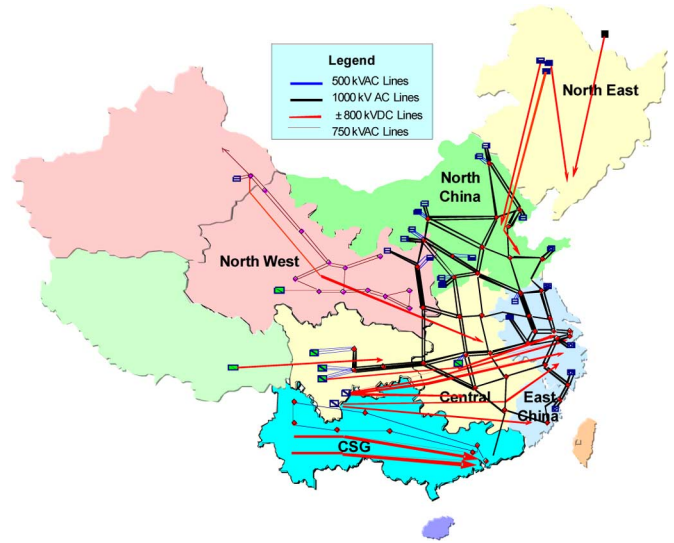 Legend
500 kVAC Lines
1000 kV AC Lines
± 800 kVDC Lines
750 kVAC Lines
North East
North
China
North West
Central
East
China
CSG